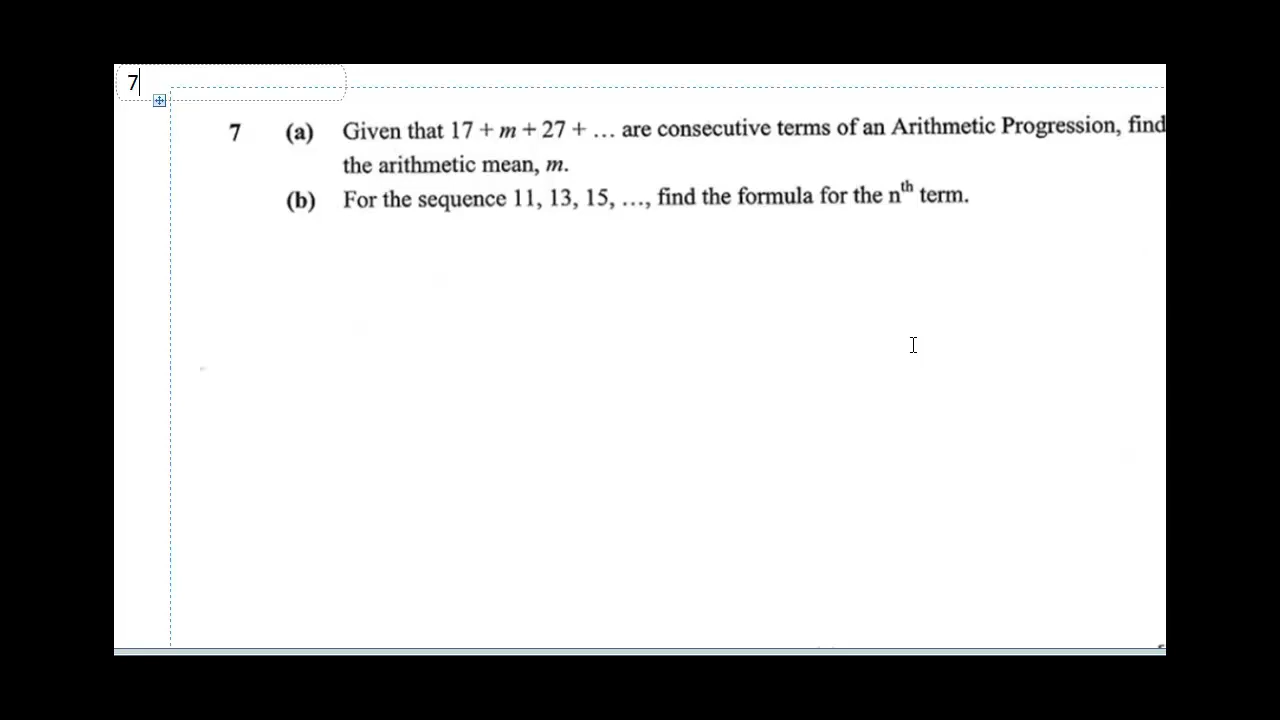 7
7 (a) Given that 17 + m + 27 + … are consecutive terms of an Arithmetic Progression, find
the arithmetic mean, m.
(b) For the sequence 11, 13, 15, …, find the formula for the nth term.